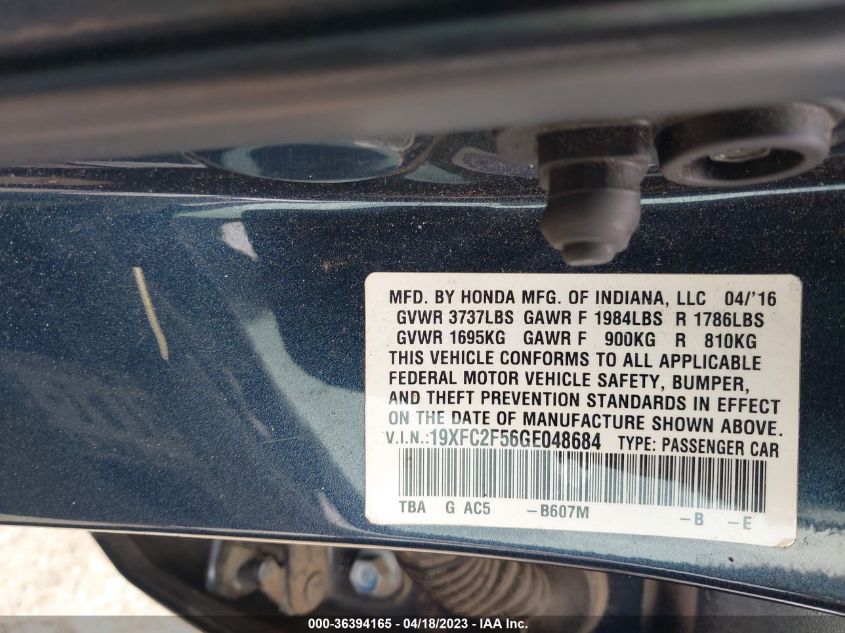 MFD. BY HONDA MFG. OF INDIANA, LLC 04/'16
GVWR 3737LBS GAWR F 1984LBS R 1786LBS
GVWR 1695KG GAWR F 900KG R 810KG
THIS VEHICLE CONFORMS TO ALL APPLICABLE
FEDERAL MOTOR VEHICLE SAFETY, BUMPER,
AND THEFT PREVENTION STANDARDS IN EFFECT
ON THE DATE OF MANUFACTURE SHOWN ABOVE.
V.I.N.:19XFC2F56GE048684 TYPE: PASSENGER CAR
TBA G AC5 -B607M -B -E
000-36394165 - 04/18/2023 - IAA Inc.